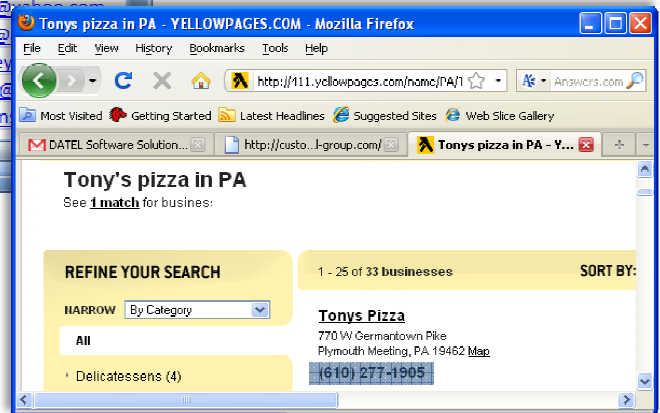 @yahoo.com
Tonys pizza in PA - YELLOWPAGES.COM - Mozilla Firefox
File Edit View History Bookmarks Tools Help
http://411.yellowpages.com/name/PA/ Answers.com
Most Visited Getting Started Latest Headlines Suggested Sites Web Slice Gallery
DATEL Software Solution... http://custo...l-group.com/ Tonys pizza in PA - Y...
Tony's pizza in PA
See 1 match for busines
REFINE YOUR SEARCH
1 - 25 of 33 businesses SORT BY:
NARROW By Category
All
Delicatessens (4)
Tonys Pizza
770 W Germantown Pike
Plymouth Meeting, PA 19462 Map
(610) 277-1905